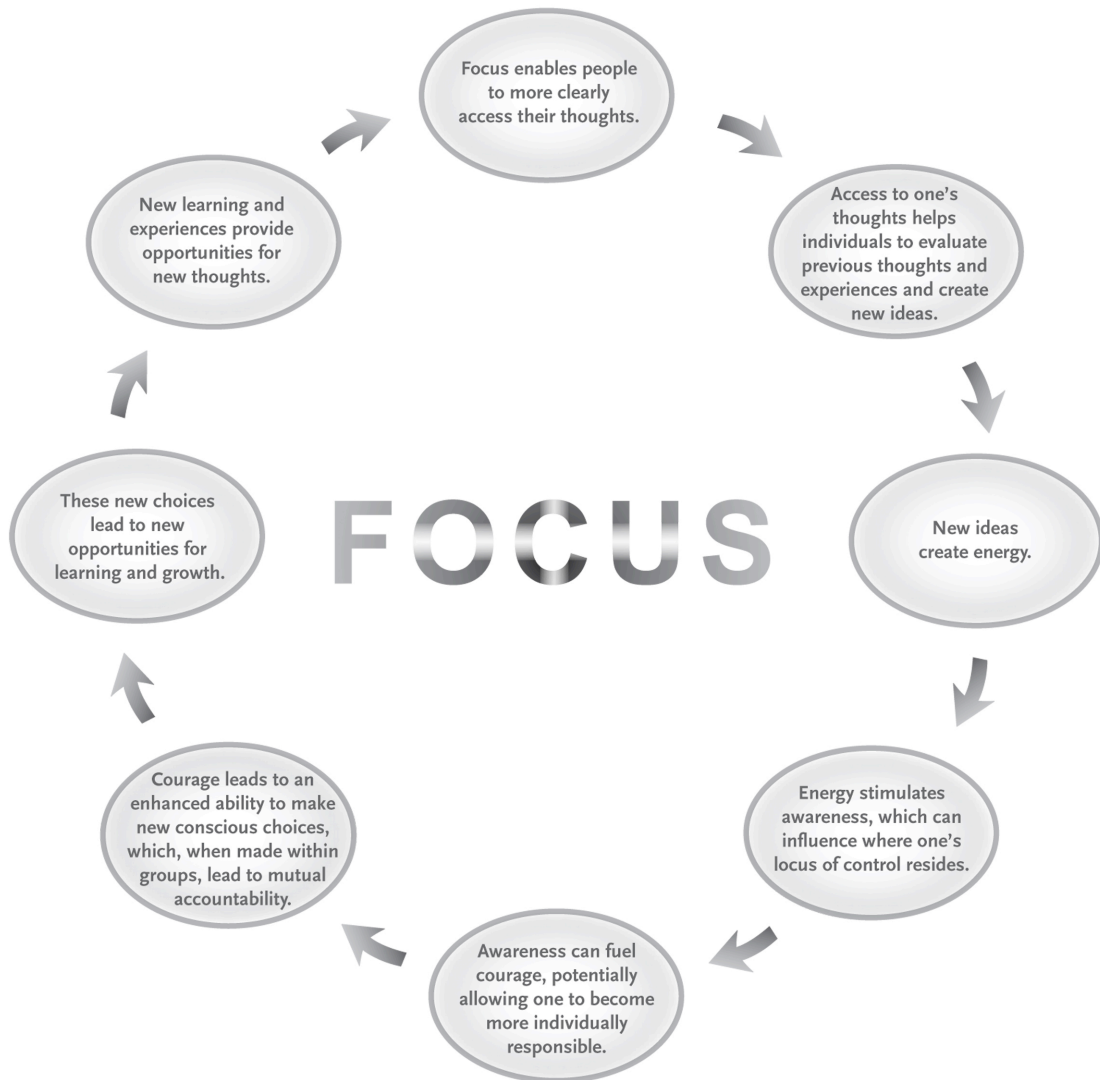 Focus enables people
to more clearly
access their thoughts.
Access to one's
thoughts helps
individuals to evaluate
previous thoughts and
experiences and create
new ideas.
New ideas
create energy.
Energy stimulates
awareness, which can
influence where one's
locus of control resides.
Awareness can fuel
courage, potentially
allowing one to become
more individually
responsible.
Courage leads to an
enhanced ability to make
new conscious choices,
which, when made within
groups, lead to mutual
accountability.
These new choices
lead to new
opportunities for
learning and growth.
New learning and
experiences provide
opportunities for
new thoughts.
FOCUS